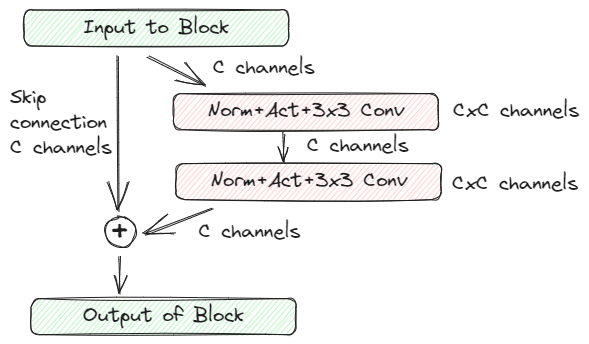 Input to Block
C channels
Skip
connection
C channels
Norm+Act+3x3 Conv
CxC channels
C channels
Norm+Act+3x3 Conv
CxC channels
+
C channels
Output of Block